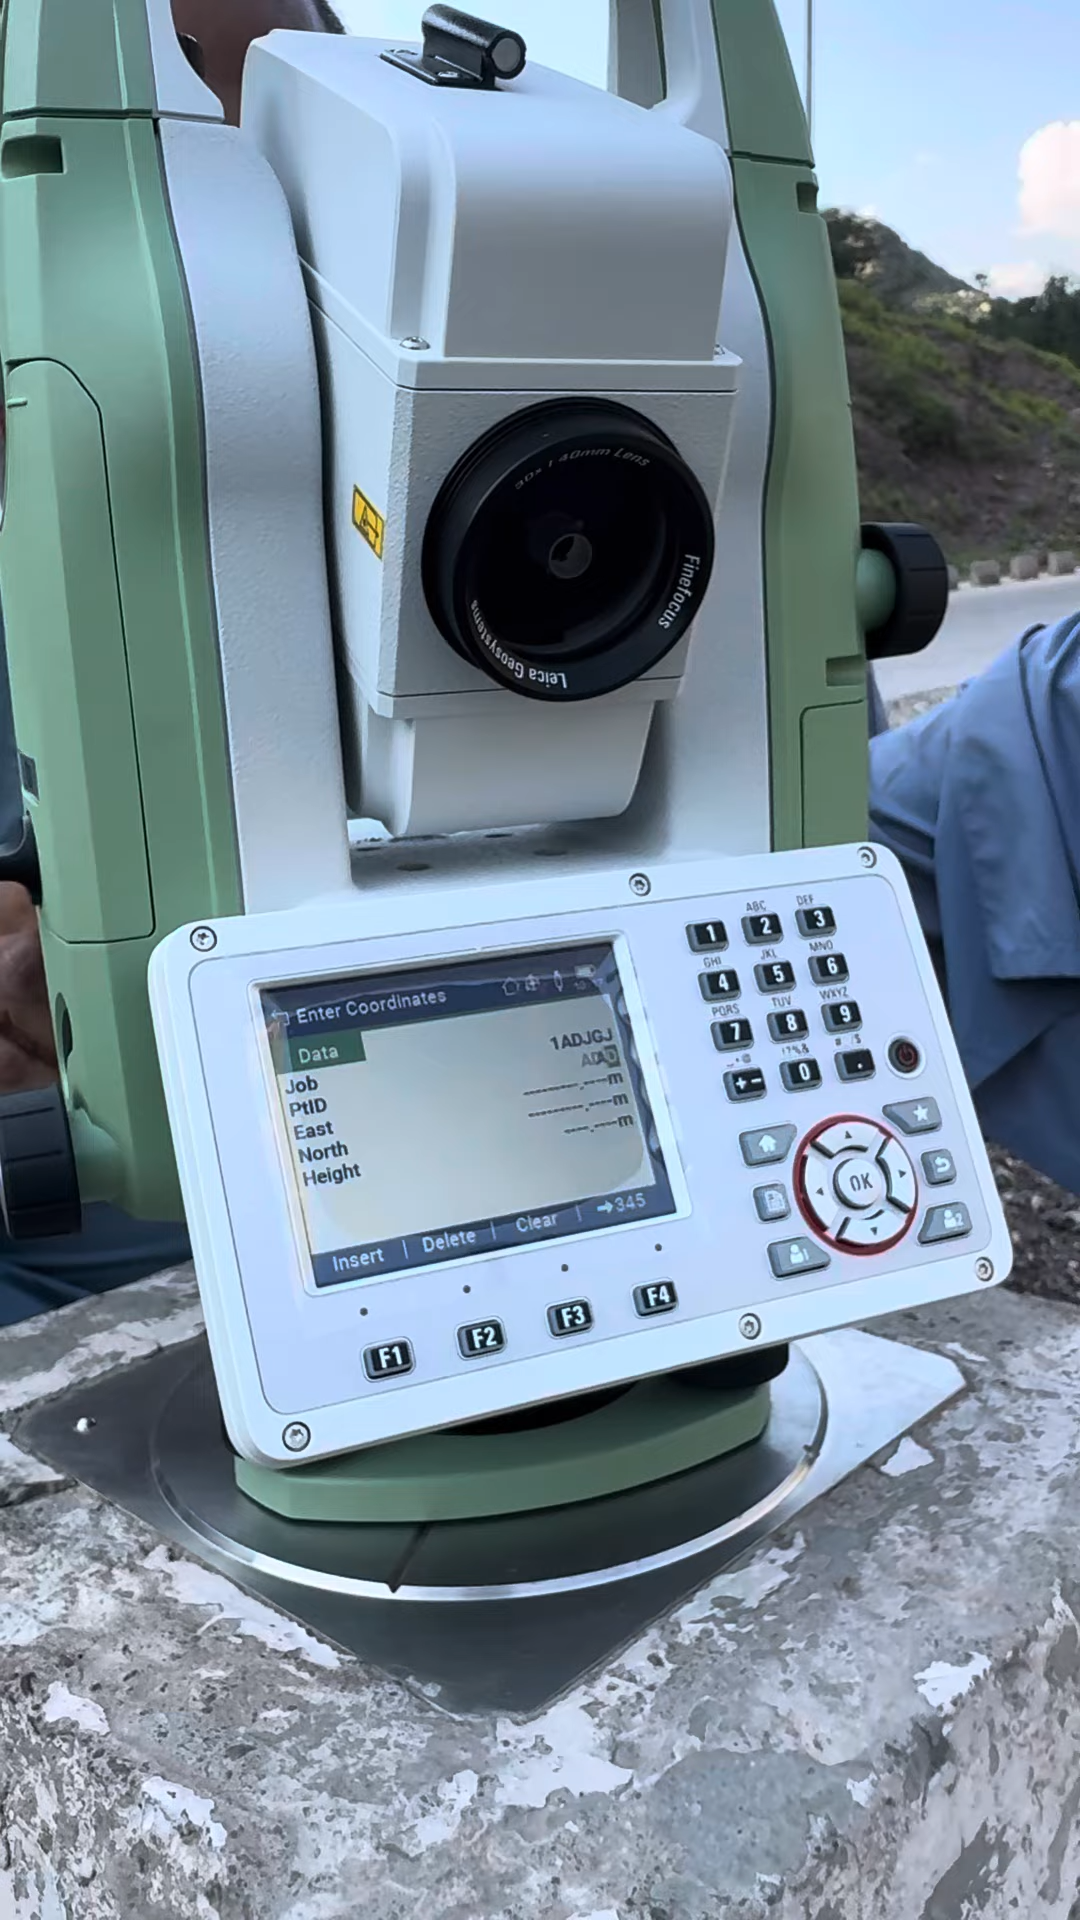 30x / 40mm Lens
Finefocus
Leica Geosystems
Enter Coordinates
Data
Job 1ADJGJ
PtID
East -------.----m
North -------.----m
Height ----.----m
Insert | Delete | Clear | 345
F1 F2 F3 F4
1 ABC 2 DEF 3
GHI 4 JKL 5 MNO 6
PQRS 7 TUV 8 WXYZ 9
+- 0 .
OK
1
2